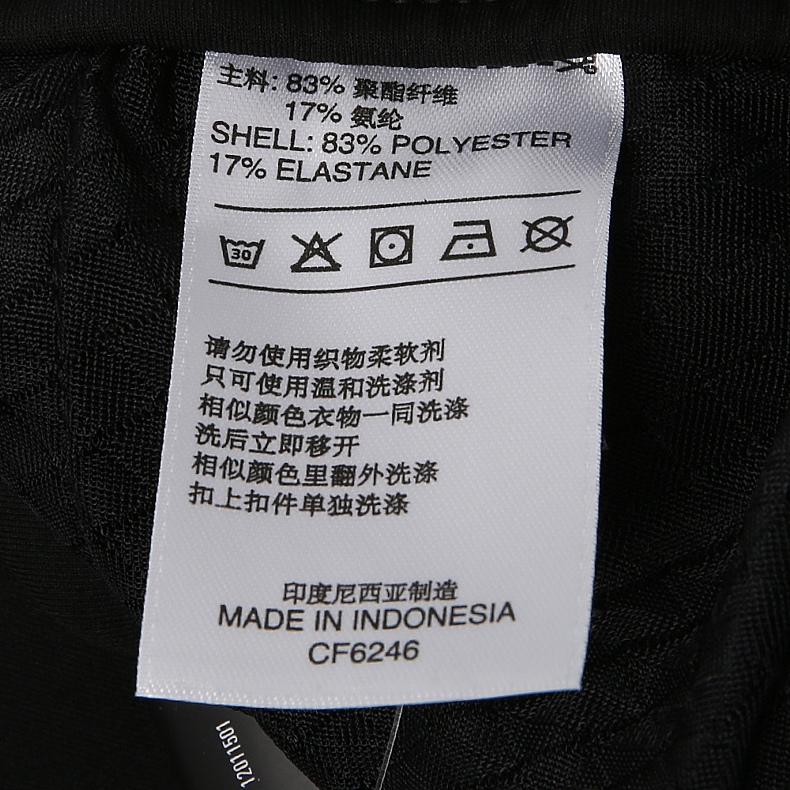 主料: 83% 聚酯纤维
17% 氨纶
SHELL: 83% POLYESTER
17% ELASTANE
30
请勿使用织物柔软剂
只可使用温和洗涤剂
相似颜色衣物一同洗涤
洗后立即移开
相似颜色里翻外洗涤
扣上扣件单独洗涤
印度尼西亚制造
MADE IN INDONESIA
CF6246
12011501